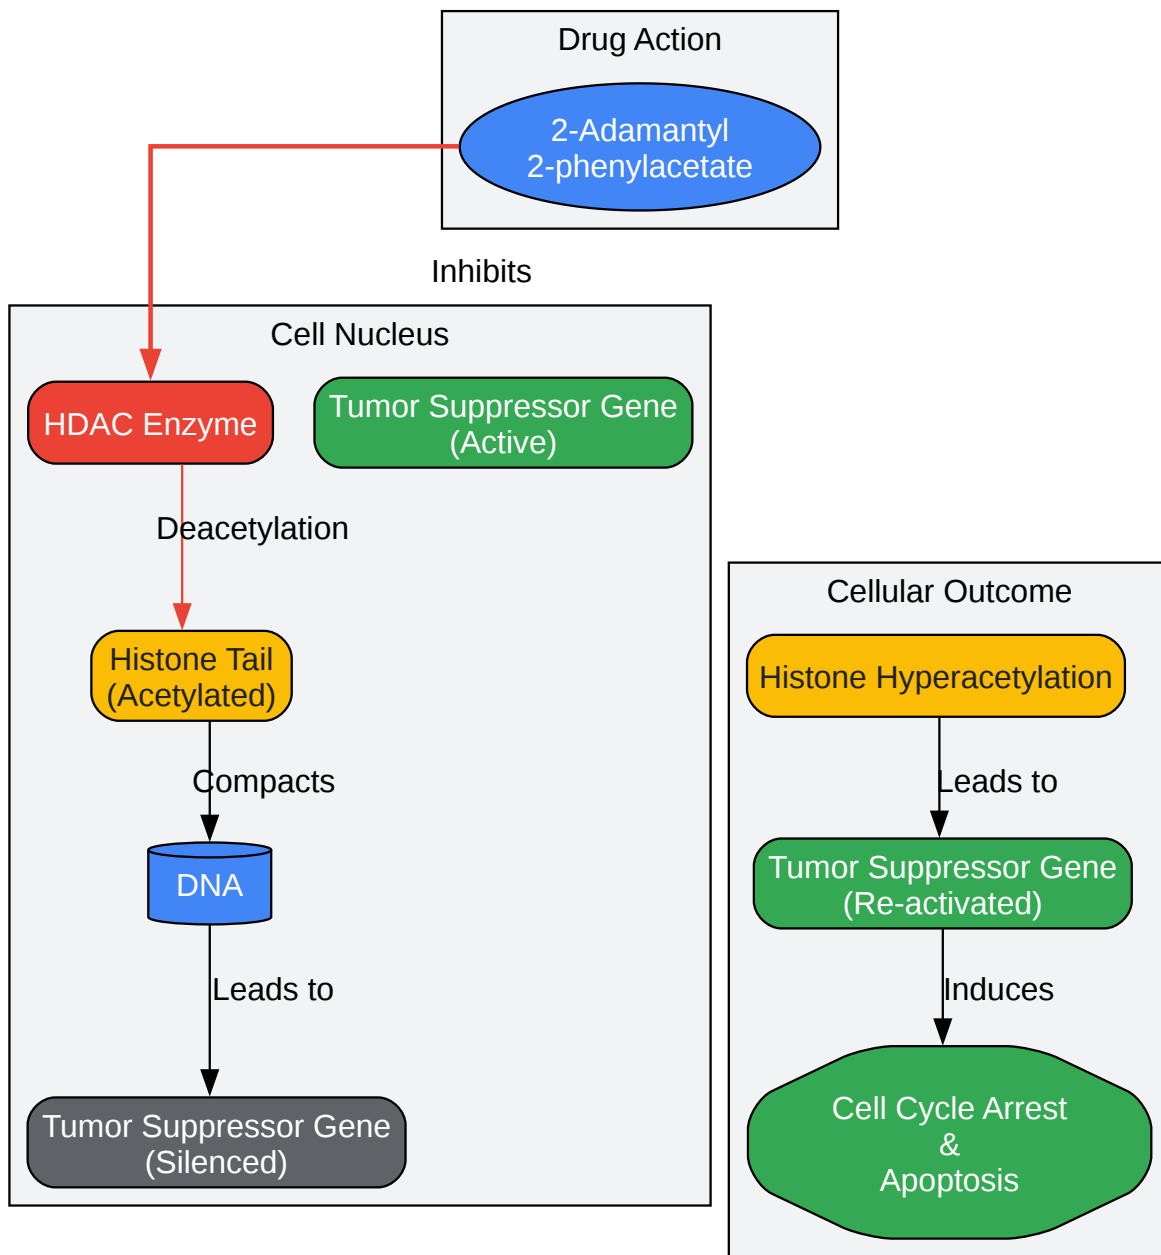 Drug Action
2-Adamantyl
2-phenylacetate
Inhibits
Cell Nucleus
HDAC Enzyme
Tumor Suppressor Gene
(Active)
Deacetylation
Histone Tail
(Acetylated)
Compacts
DNA
Leads to
Tumor Suppressor Gene
(Silenced)
Cellular Outcome
Histone Hyperacetylation
Leads to
Tumor Suppressor Gene
(Re-activated)
Induces
Cell Cycle Arrest
&
Apoptosis